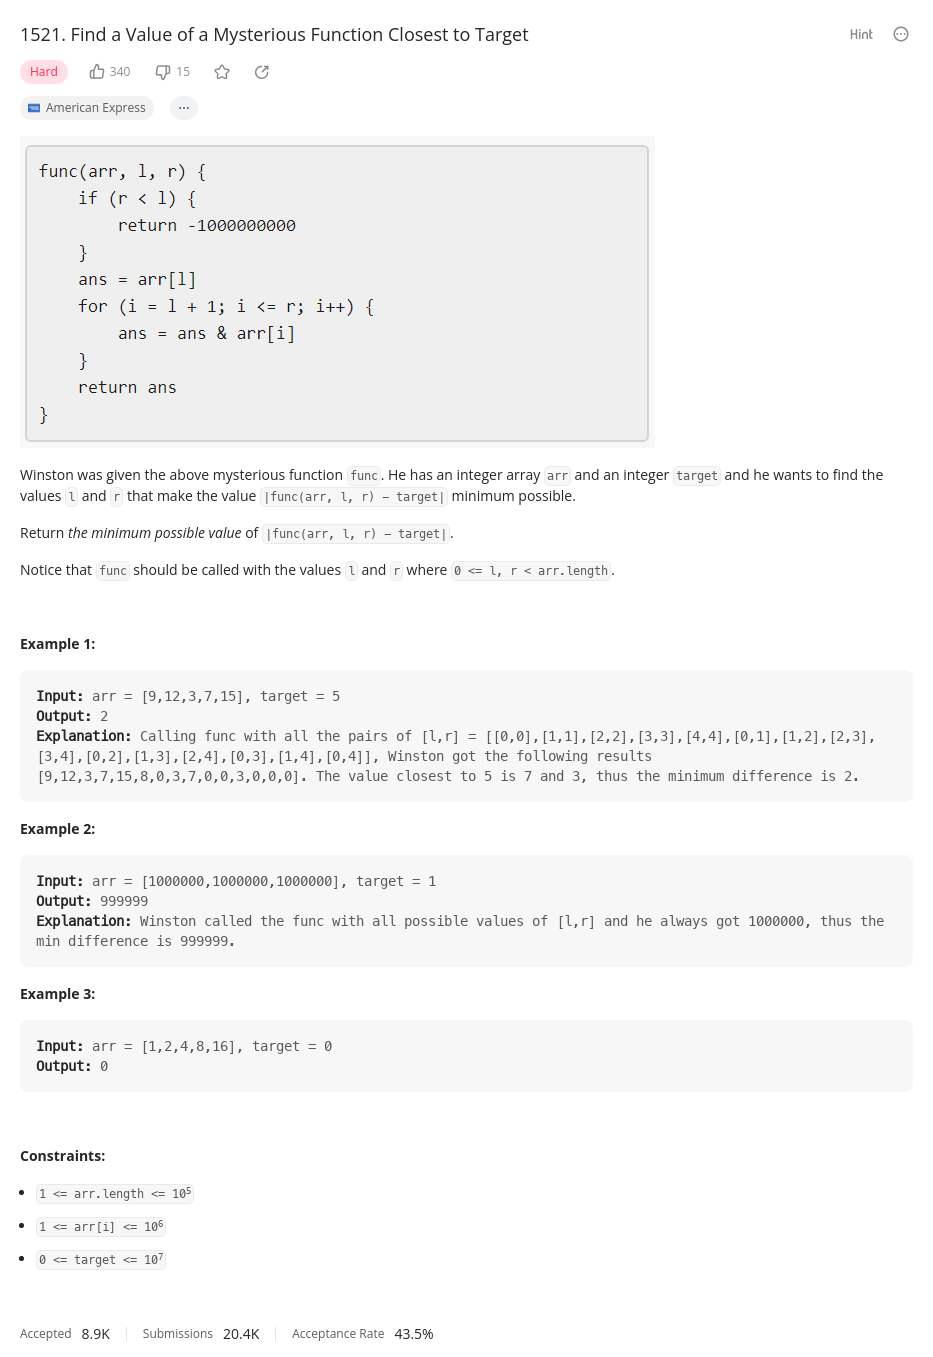 1521. Find a Value of a Mysterious Function Closest to Target
Hint
Hard 340 15
American Express ...
func(arr, l, r) {
    if (r < l) {
        return -1000000000
    }
    ans = arr[l]
    for (i = l + 1; i <= r; i++) {
        ans = ans & arr[i]
    }
    return ans
}
Winston was given the above mysterious function func. He has an integer array arr and an integer target and he wants to find the
values l and r that make the value |func(arr, l, r) − target| minimum possible.
Return the minimum possible value of |func(arr, l, r) − target|.
Notice that func should be called with the values l and r where 0 <= l, r < arr.length.
Example 1:
Input: arr = [9,12,3,7,15], target = 5
Output: 2
Explanation: Calling func with all the pairs of [l,r] = [[0,0],[1,1],[2,2],[3,3],[4,4],[0,1],[1,2],[2,3],
[3,4],[0,2],[1,3],[2,4],[0,3],[1,4],[0,4]], Winston got the following results
[9,12,3,7,15,8,0,3,7,0,0,3,0,0,0]. The value closest to 5 is 7 and 3, thus the minimum difference is 2.
Example 2:
Input: arr = [1000000,1000000,1000000], target = 1
Output: 999999
Explanation: Winston called the func with all possible values of [l,r] and he always got 1000000, thus the
min difference is 999999.
Example 3:
Input: arr = [1,2,4,8,16], target = 0
Output: 0
Constraints:
• 1 <= arr.length <= 10⁵
• 1 <= arr[i] <= 10⁶
• 0 <= target <= 10⁷
Accepted 8.9K Submissions 20.4K Acceptance Rate 43.5%